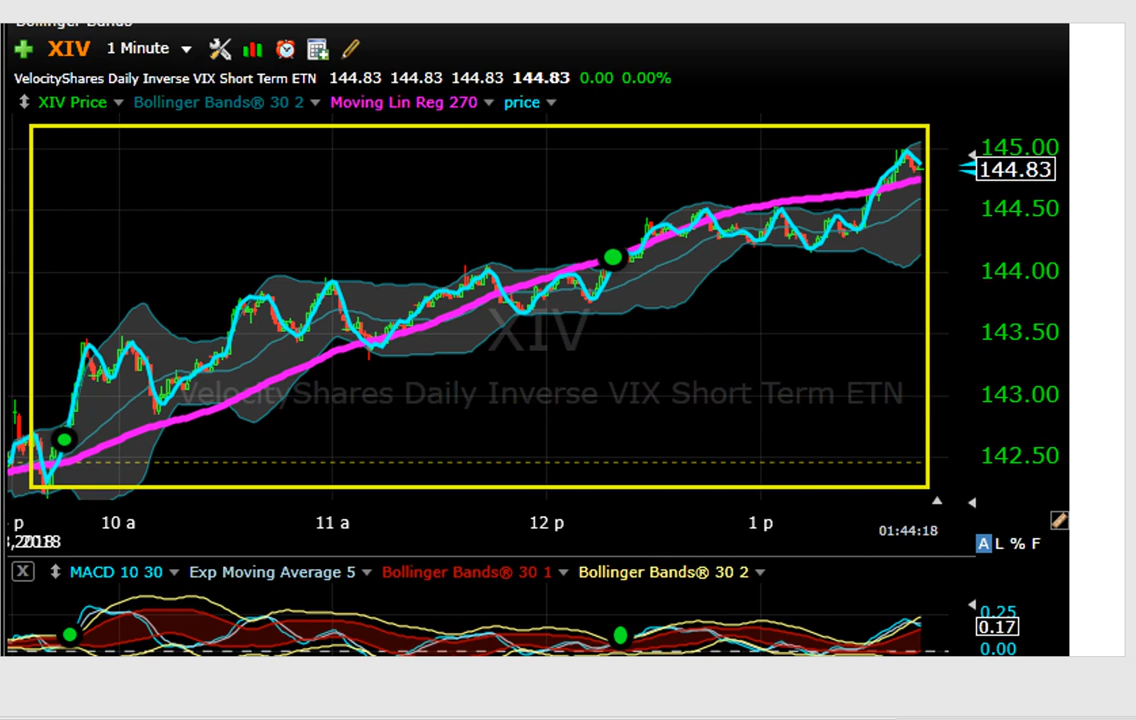 Bollinger Bands
XIV 1 Minute
VelocityShares Daily Inverse VIX Short Term ETN 144.83 144.83 144.83 144.83 0.00 0.00%
XIV Price Bollinger Bands® 30 2 Moving Lin Reg 270 price
145.00
144.83
144.50
144.00
143.50
XIV
143.00
VelocityShares Daily Inverse VIX Short Term ETN
142.50
p 10 a 11 a 12 p 1 p 01:44:18
2018
A L % F
X MACD 10 30 Exp Moving Average 5 Bollinger Bands® 30 1 Bollinger Bands® 30 2
0.25
0.17
0.00